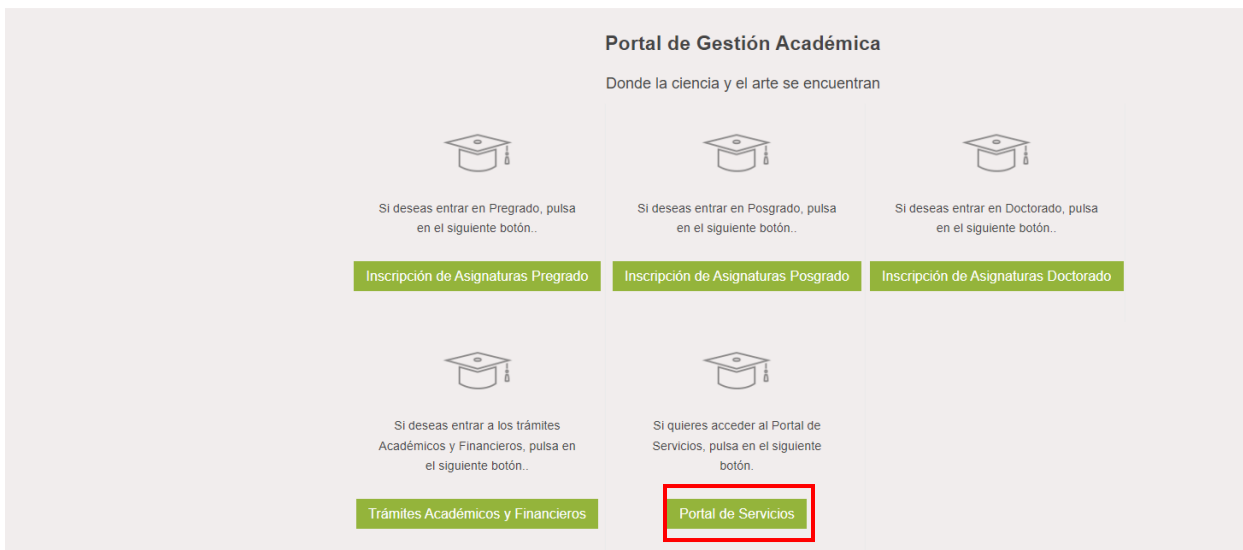 Portal de Gestión Académica
Donde la ciencia y el arte se encuentran
Si deseas entrar en Pregrado, pulsa
en el siguiente botón..
Inscripción de Asignaturas Pregrado
Si deseas entrar en Posgrado, pulsa
en el siguiente botón..
Inscripción de Asignaturas Posgrado
Si deseas entrar en Doctorado, pulsa
en el siguiente botón..
Inscripción de Asignaturas Doctorado
Si deseas entrar a los trámites
Académicos y Financieros, pulsa en
el siguiente botón..
Trámites Académicos y Financieros
Si quieres acceder al Portal de
Servicios, pulsa en el siguiente
botón.
Portal de Servicios